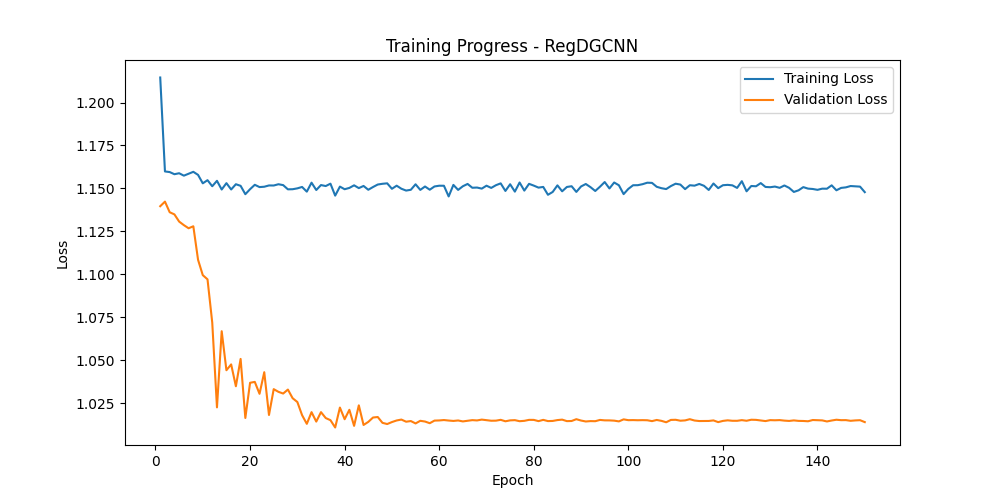 Training Progress - RegDGCNN
Training Loss
Validation Loss
1.200
1.175
1.150
1.125
1.100
1.075
1.050
1.025
Loss
0 20 40 60 80 100 120 140
Epoch